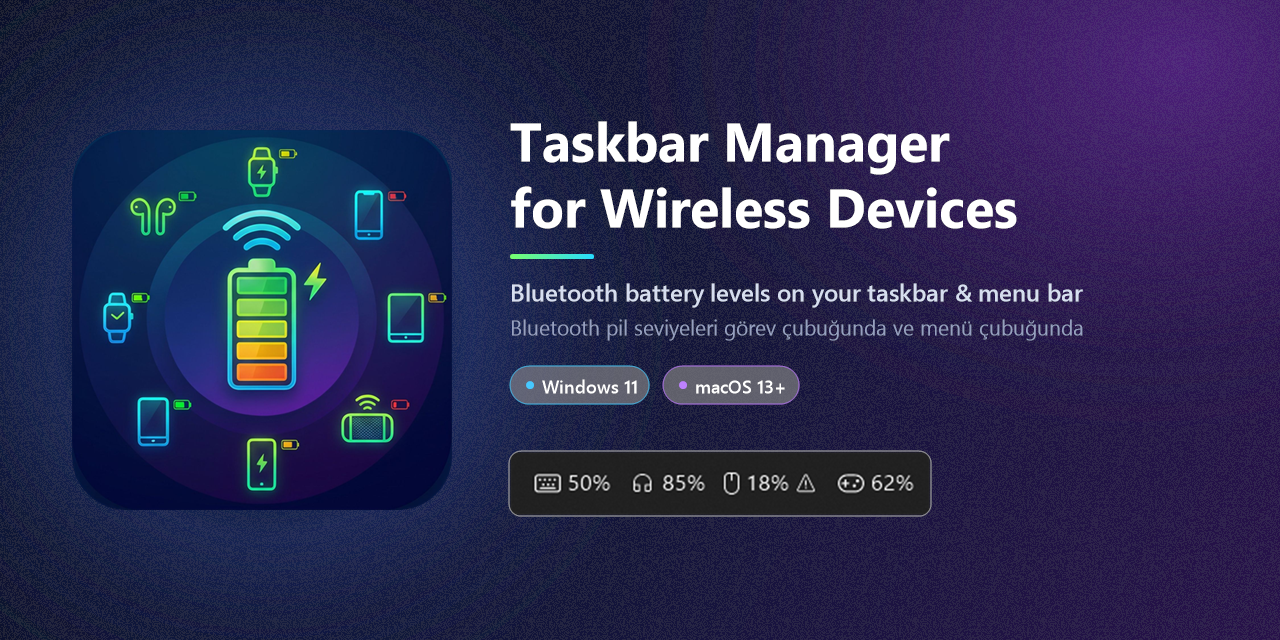 Taskbar Manager
for Wireless Devices
Bluetooth battery levels on your taskbar & menu bar
Bluetooth pil seviyeleri görev çubuğunda ve menü çubuğunda
Windows 11 macOS 13+
50% 85% 18% 62%